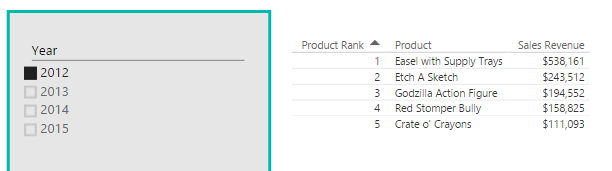 Year
2012
2013
2014
2015
Product Rank Product Sales Revenue
1 Easel with Supply Trays $538,161
2 Etch A Sketch $243,512
3 Godzilla Action Figure $194,552
4 Red Stomper Bully $158,825
5 Crate o' Crayons $111,093